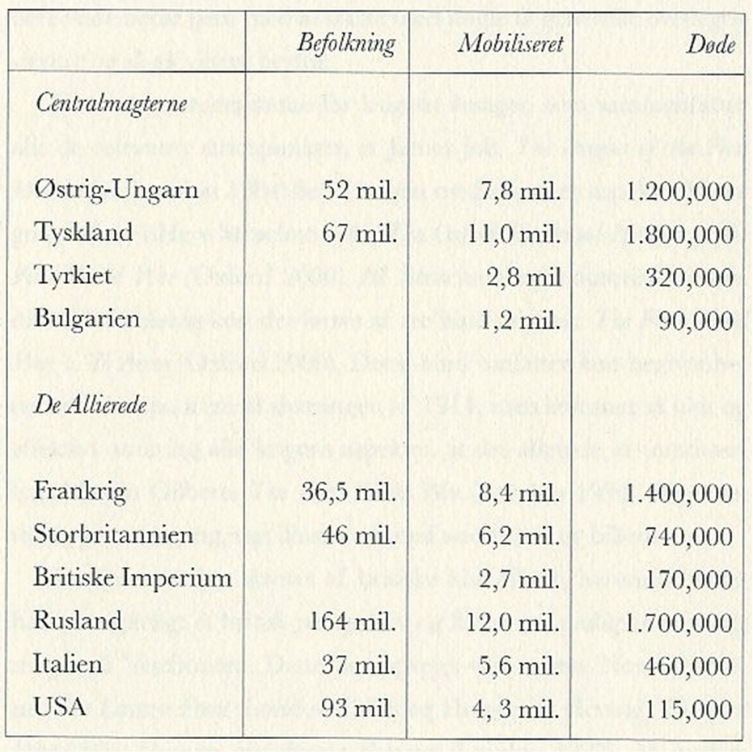 Befolkning Mobiliseret Døde
Centralmagterne
Østrig-Ungarn 52 mil. 7,8 mil. 1.200,000
Tyskland 67 mil. 11,0 mil. 1.800,000
Tyrkiet 2,8 mil 320,000
Bulgarien 1,2 mil. 90,000
De Allierede
Frankrig 36,5 mil. 8,4 mil. 1.400,000
Storbritannien 46 mil. 6,2 mil. 740,000
Britiske Imperium 2,7 mil. 170,000
Rusland 164 mil. 12,0 mil. 1.700,000
Italien 37 mil. 5,6 mil. 460,000
USA 93 mil. 4, 3 mil. 115,000